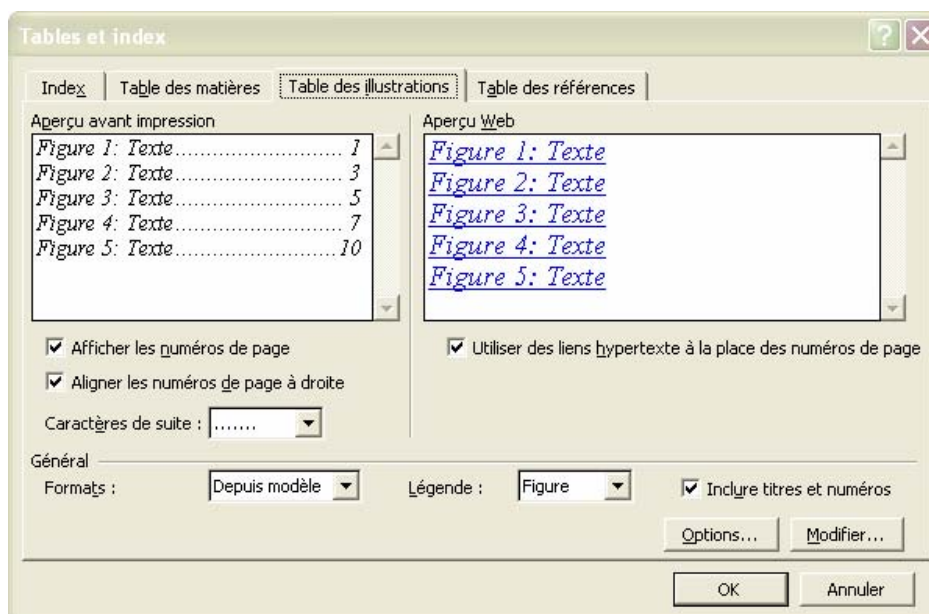 Tables et index
Index
Table des matières
Table des illustrations
Table des références
Aperçu avant impression
Figure 1: Texte............................ 1
Figure 2: Texte............................ 3
Figure 3: Texte............................ 5
Figure 4: Texte............................ 7
Figure 5: Texte...........................10
Aperçu Web
Figure 1: Texte
Figure 2: Texte
Figure 3: Texte
Figure 4: Texte
Figure 5: Texte
Afficher les numéros de page
Aligner les numéros de page à droite
Caractères de suite : .......
Utiliser des liens hypertexte à la place des numéros de page
Général
Formats : Depuis modèle Légende : Figure Inclure titres et numéros
Options... Modifier...
OK Annuler